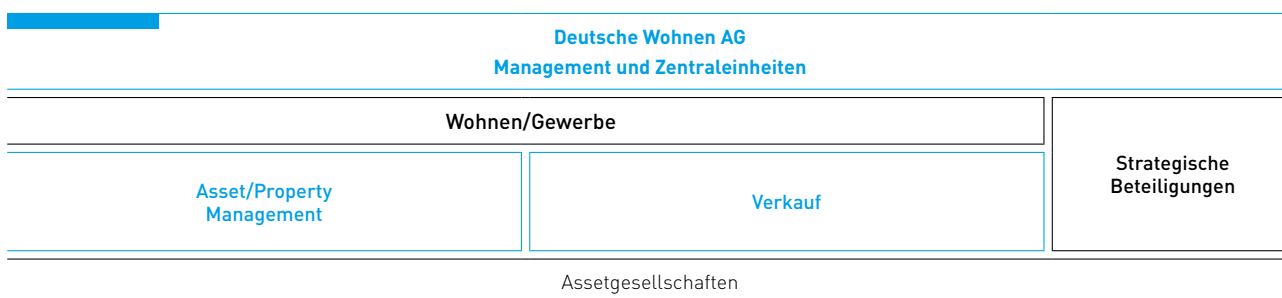 Deutsche Wohnen AG
Management und Zentraleinheiten
Wohnen/Gewerbe
Asset/Property
Management
Verkauf
Strategische
Beteiligungen
Assetgesellschaften